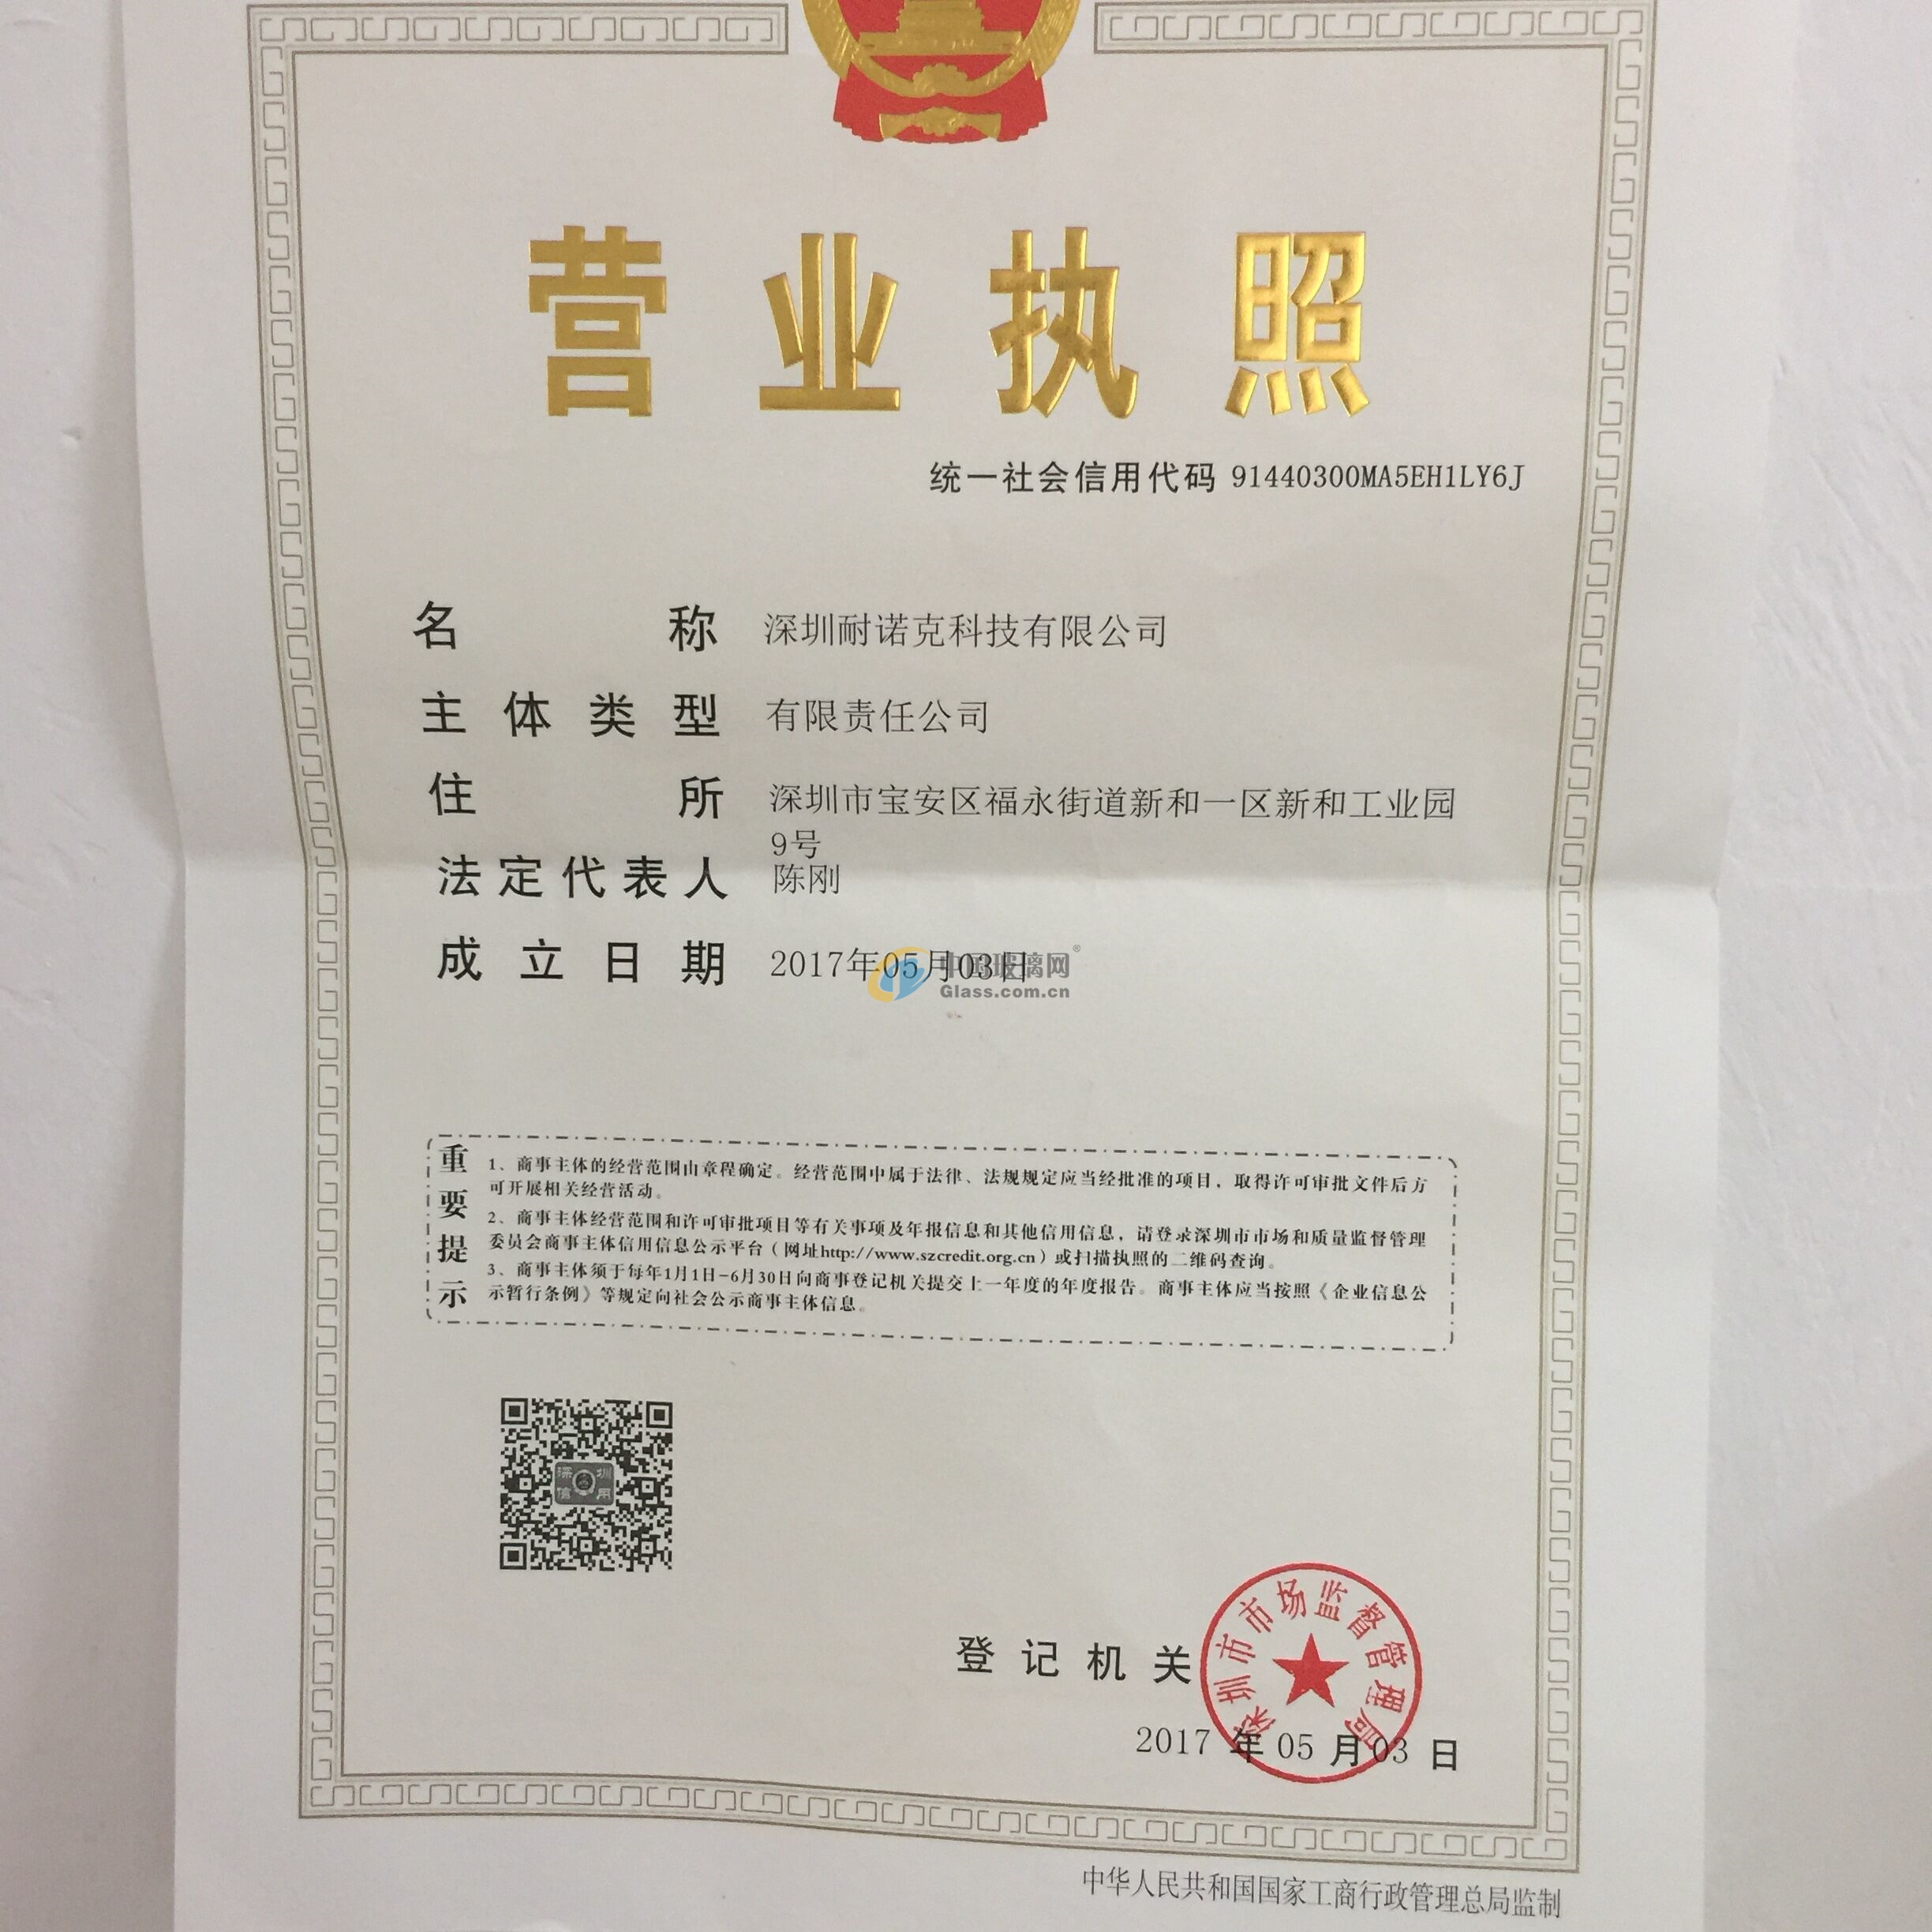 营业执照
统一社会信用代码 91440300MA5EH1LY6J
名称 深圳耐诺克科技有限公司
主体类型 有限责任公司
住所 深圳市宝安区福永街道新和一区新和工业园
9号
法定代表人 陈刚
成立日期 2017年05月03日
中国玻璃网®
Glass.com.cn
重要提示
1、商事主体的经营范围由章程确定。经营范围中属于法律、法规规定应当经批准的项目，取得许可审批文件后方
可开展相关经营活动。
2、商事主体经营范围和许可审批项目等有关事项及年报信息和其他信用信息，请登录深圳市市场和质量监督管理
委员会商事主体信用信息公示平台（网址http://www.szcredit.org.cn）或扫描执照的二维码查询。
3、商事主体须于每年1月1日-6月30日向商事登记机关提交上一年度的年度报告。商事主体应当按照《企业信息公
示暂行条例》等规定向社会公示商事主体信息。
深圳
信用
登记机关
深圳市市场监督管理局
2017 年 05 月 03 日
中华人民共和国国家工商行政管理总局监制